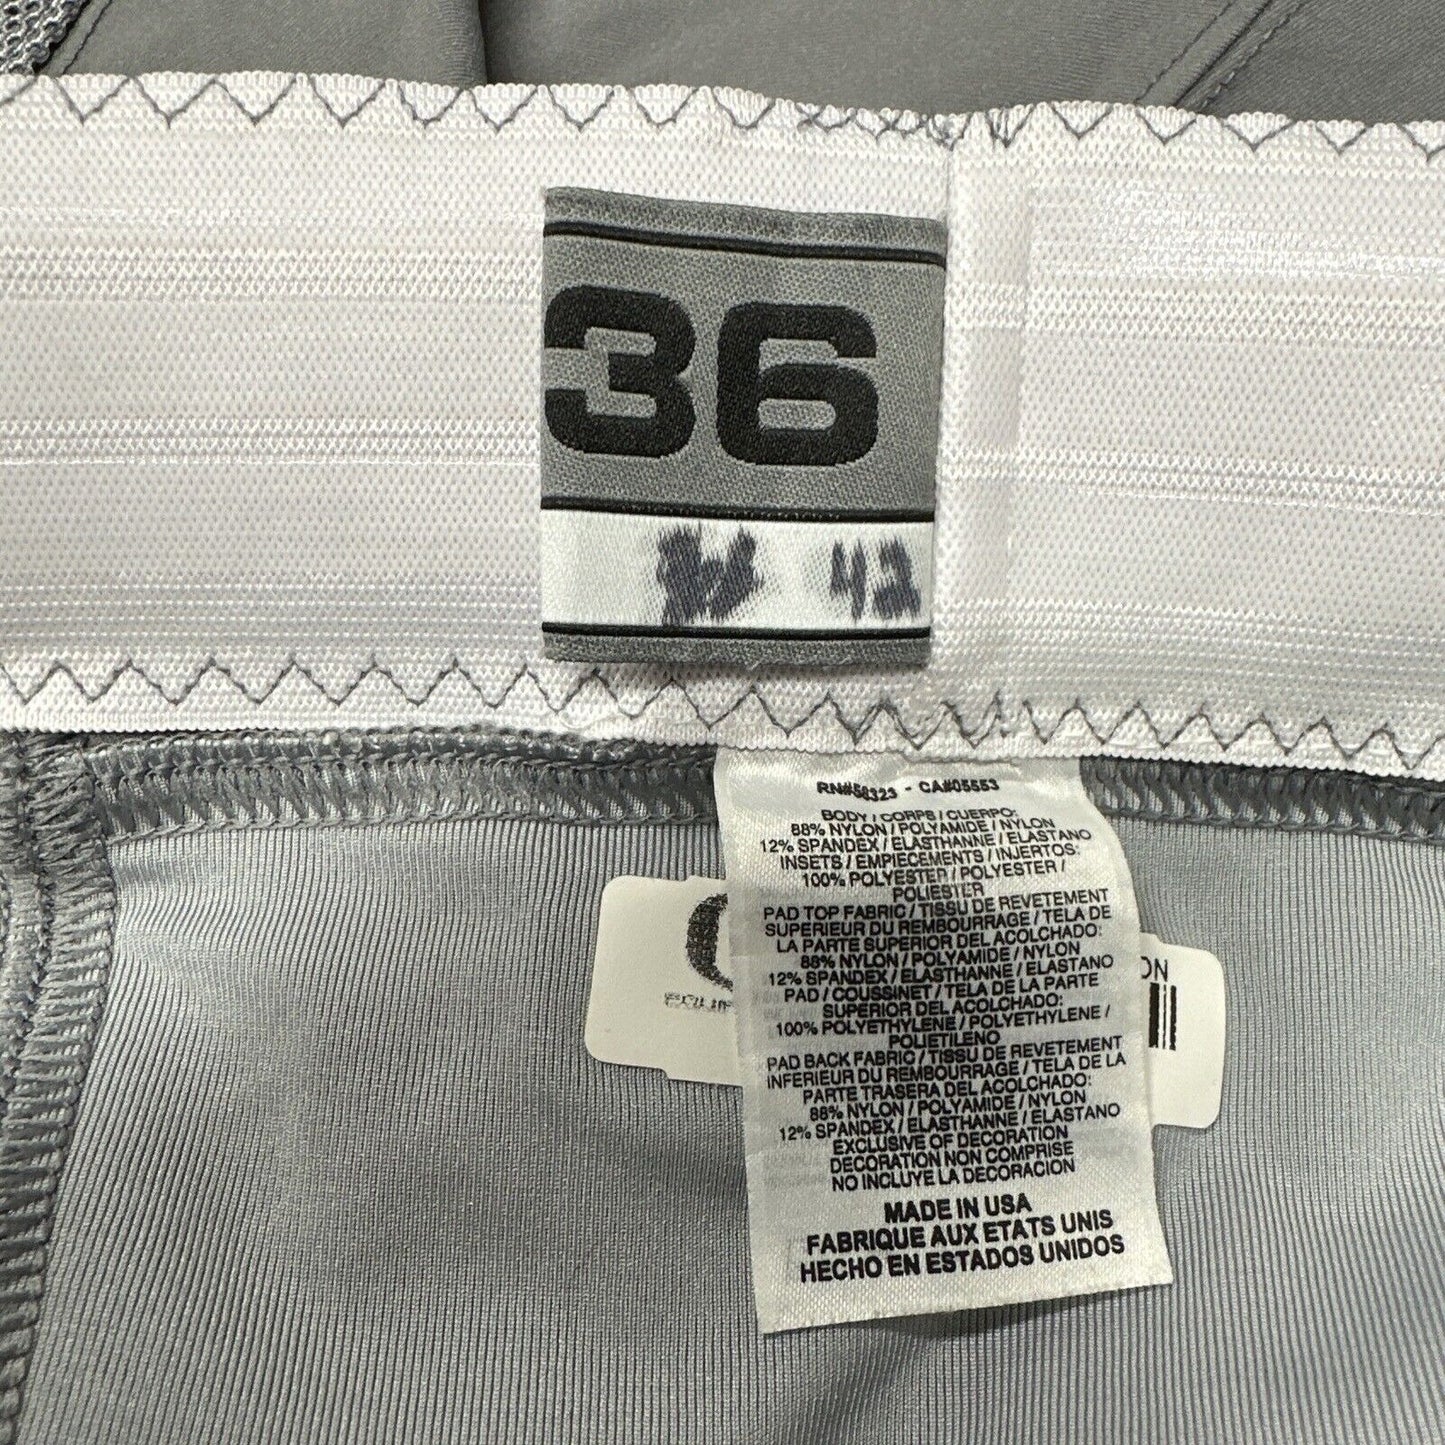 36
42
RN#58323 - CA#05553
BODY / CORPS / CUERPO:
88% NYLON / POLYAMIDE / NYLON
12% SPANDEX / ELASTHANNE / ELASTANO
INSETS / EMPIECEMENTS / INJERTOS:
100% POLYESTER / POLYESTER /
POLIESTER
PAD TOP FABRIC / TISSU DE REVETEMENT
SUPERIEUR DU REMBOURRAGE / TELA DE
LA PARTE SUPERIOR DEL ACOLCHADO:
88% NYLON / POLYAMIDE / NYLON
12% SPANDEX / ELASTHANNE / ELASTANO
PAD / COUSSINET / TELA DE LA PARTE
SUPERIOR DEL ACOLCHADO:
100% POLYETHYLENE / POLYETHYLENE /
POLIETILENO
PAD BACK FABRIC / TISSU DE REVETEMENT
INFERIEUR DU REMBOURRAGE / TELA DE LA
PARTE TRASERA DEL ACOLCHADO:
88% NYLON / POLYAMIDE / NYLON
12% SPANDEX / ELASTHANNE / ELASTANO
EXCLUSIVE OF DECORATION
DECORATION NON COMPRISE
NO INCLUYE LA DECORACION
MADE IN USA
FABRIQUE AUX ETATS UNIS
HECHO EN ESTADOS UNIDOS
ON